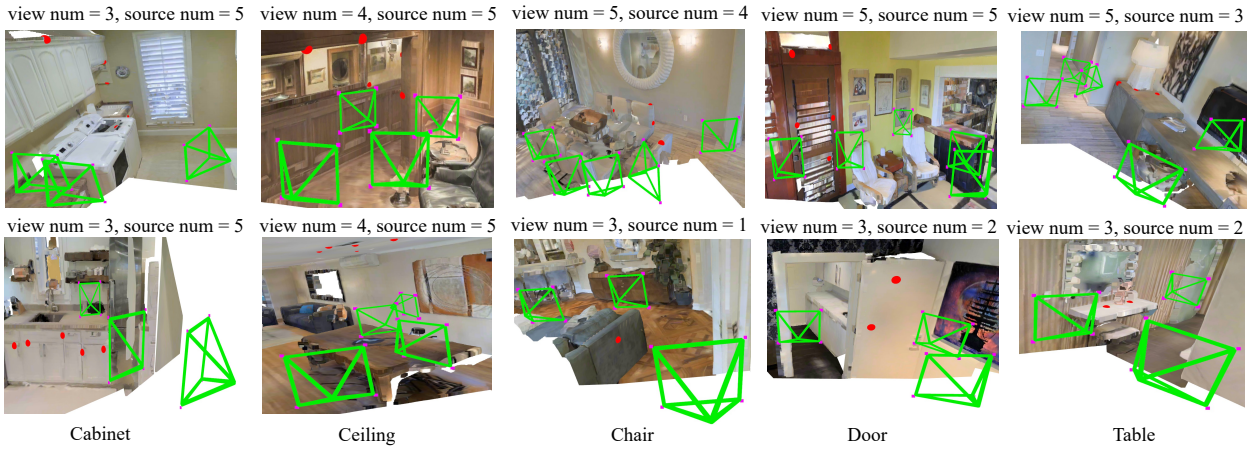 view num = 3, source num = 5
view num = 4, source num = 5
view num = 5, source num = 4
view num = 5, source num = 5
view num = 5, source num = 3
view num = 3, source num = 5
view num = 4, source num = 5
view num = 3, source num = 1
view num = 3, source num = 2
view num = 3, source num = 2
Cabinet
Ceiling
Chair
Door
Table